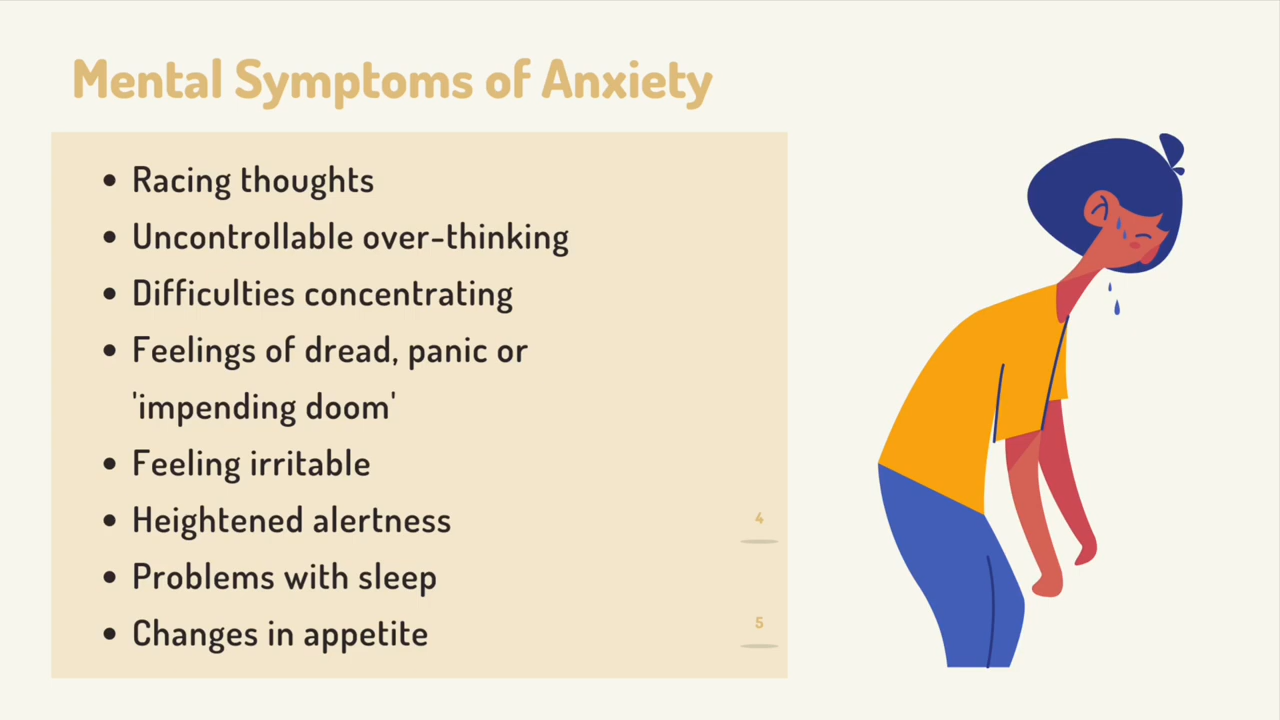 Mental Symptoms of Anxiety
• Racing thoughts
• Uncontrollable over-thinking
• Difficulties concentrating
• Feelings of dread, panic or
'impending doom'
• Feeling irritable
• Heightened alertness
4
• Problems with sleep
5
• Changes in appetite